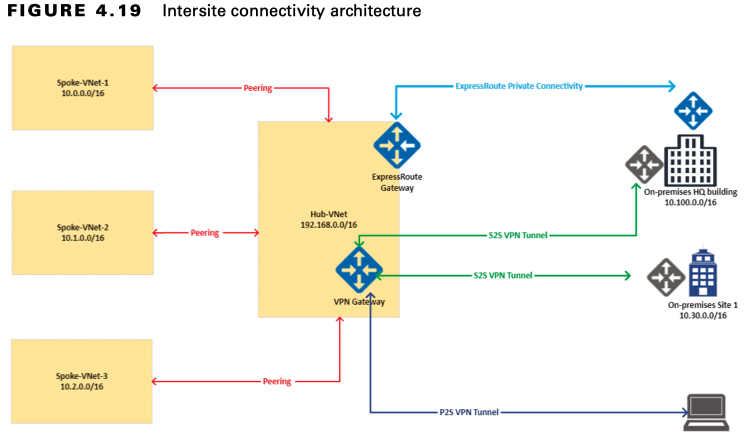 FIGURE 4.19 Intersite connectivity architecture
Spoke-VNet-1
10.0.0.0/16
Peering
ExpressRoute Private Connectivity
ExpressRoute
Gateway
On-premises HQ building
10.100.0.0/16
Spoke-VNet-2
10.1.0.0/16
Peering
Hub-VNet
192.168.0.0/16
S2S VPN Tunnel
S2S VPN Tunnel
VPN Gateway
On-premises Site 1
10.30.0.0/16
Spoke-VNet-3
10.2.0.0/16
Peering
P2S VPN Tunnel